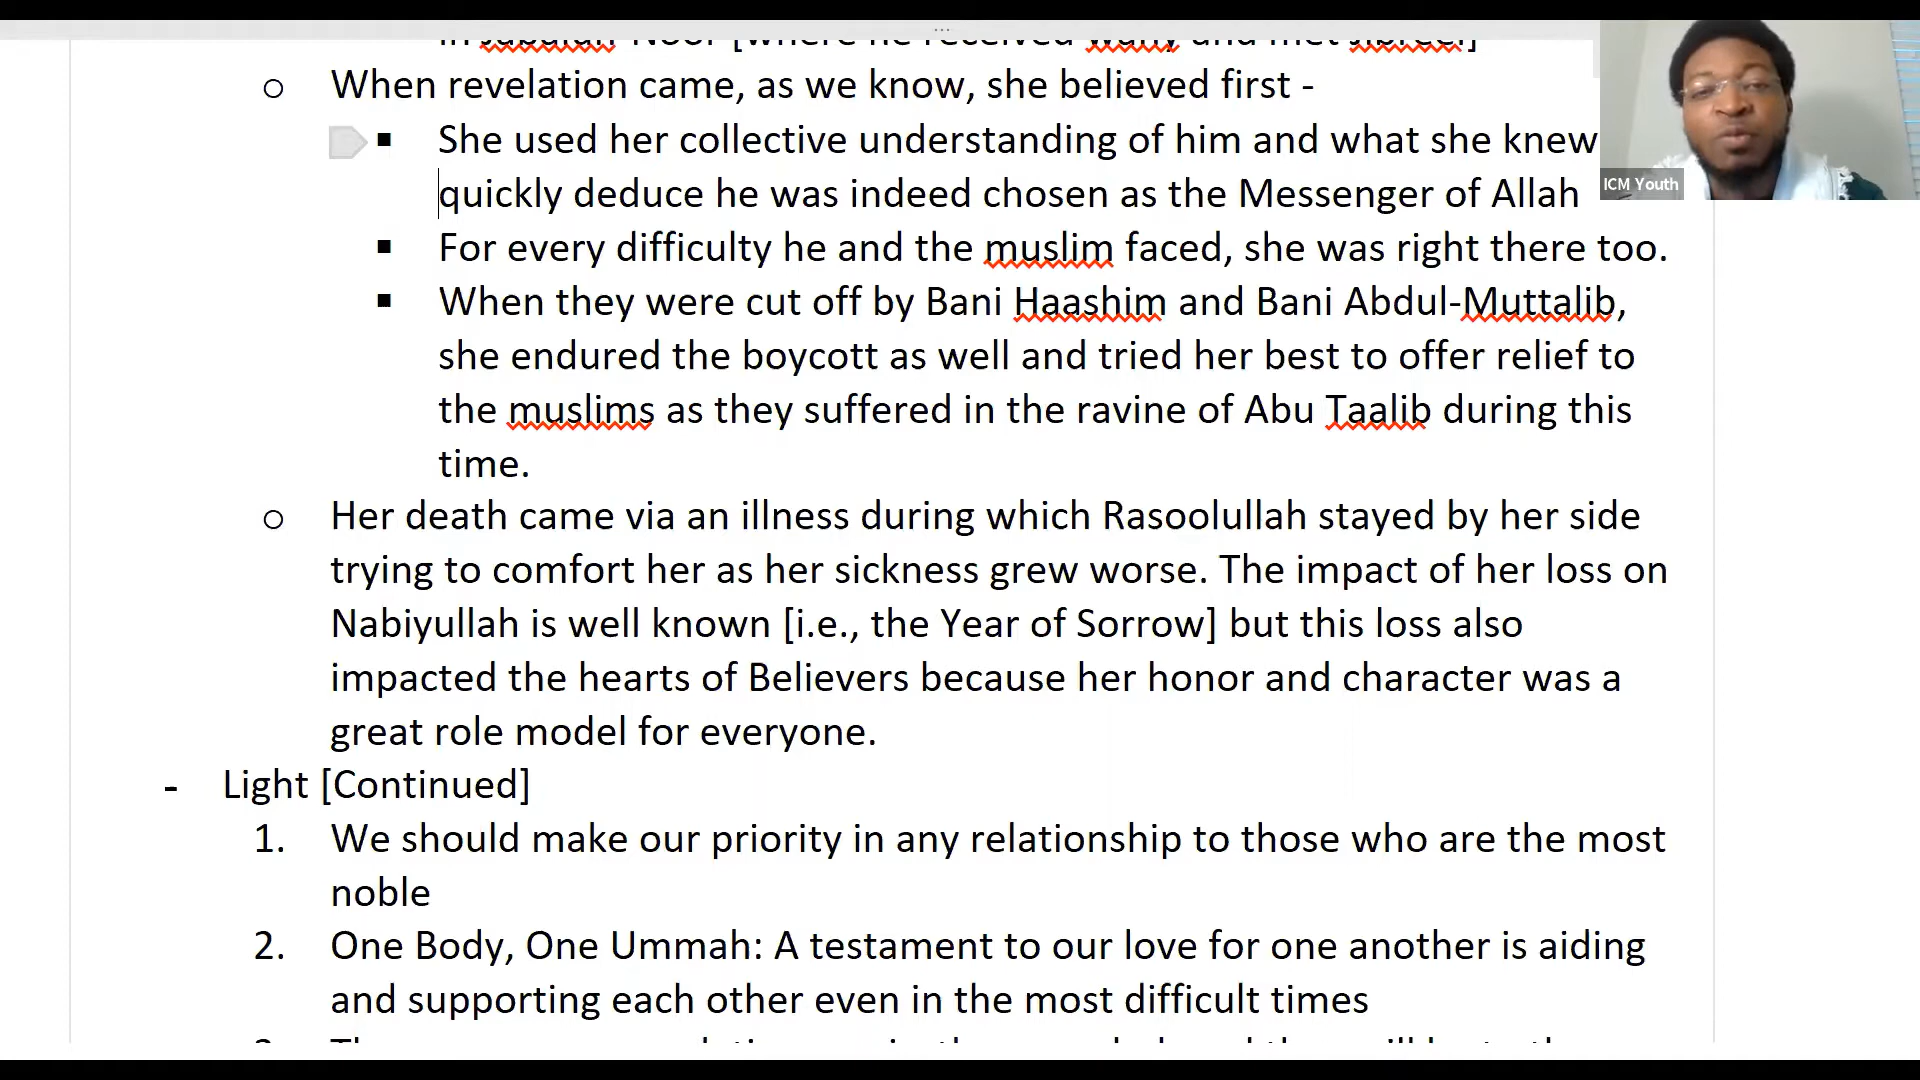 When revelation came, as we know, she believed first -
She used her collective understanding of him and what she knew
quickly deduce he was indeed chosen as the Messenger of Allah
ICM Youth
For every difficulty he and the muslim faced, she was right there too.
When they were cut off by Bani Haashim and Bani Abdul-Muttalib,
she endured the boycott as well and tried her best to offer relief to
the muslims as they suffered in the ravine of Abu Taalib during this
time.
Her death came via an illness during which Rasoolullah stayed by her side
trying to comfort her as her sickness grew worse. The impact of her loss on
Nabiyullah is well known [i.e., the Year of Sorrow] but this loss also
impacted the hearts of Believers because her honor and character was a
great role model for everyone.
- Light [Continued]
1. We should make our priority in any relationship to those who are the most
noble
2. One Body, One Ummah: A testament to our love for one another is aiding
and supporting each other even in the most difficult times